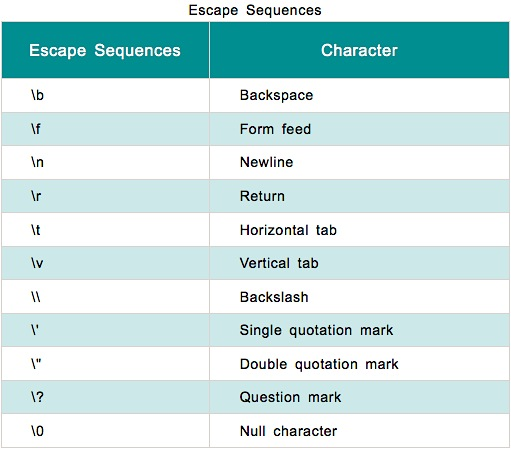 Escape Sequences
Escape Sequences Character
\b Backspace
\f Form feed
\n Newline
\r Return
\t Horizontal tab
\v Vertical tab
\\ Backslash
\' Single quotation mark
\" Double quotation mark
\? Question mark
\0 Null character